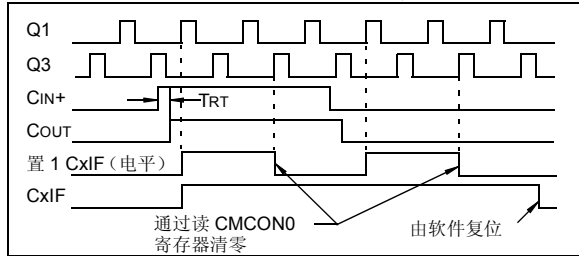 Q1
Q3
CIN+
TRT
COUT
置 1 CxIF（电平）
CxIF
通过读 CMCON0
寄存器清零
由软件复位